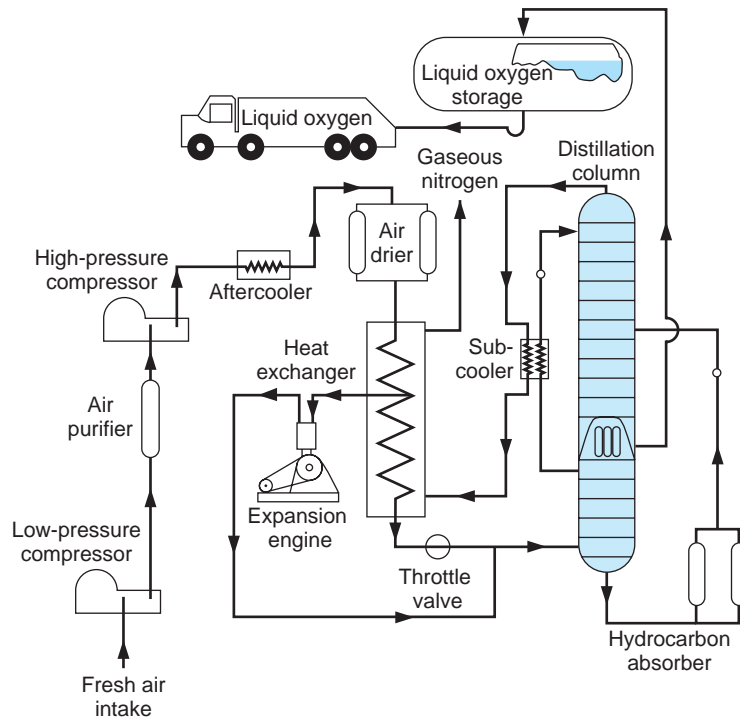 Liquid oxygen
storage
Liquid oxygen
Gaseous
nitrogen
Distillation
column
Air
drier
High-pressure
compressor
Aftercooler
Heat
exchanger
Sub-
cooler
Air
purifier
Expansion
engine
Low-pressure
compressor
Throttle
valve
Hydrocarbon
absorber
Fresh air
intake